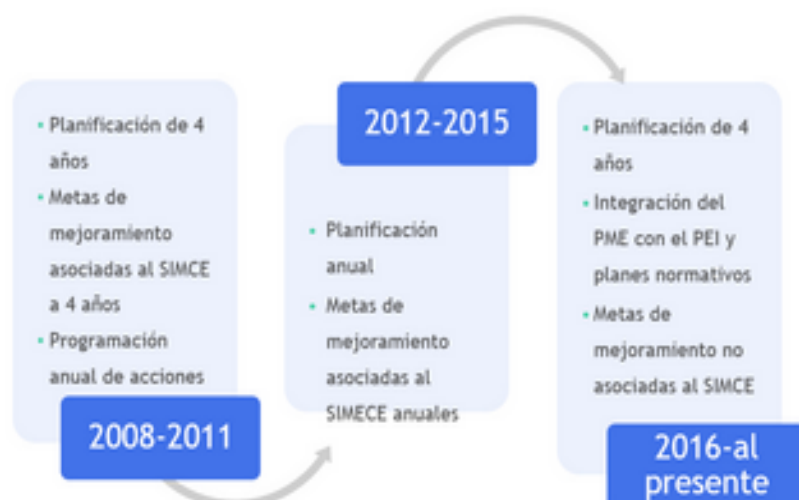 • Planificación de 4
años
• Metas de
mejoramiento
asociadas al SIMCE
a 4 años
• Programación
anual de acciones
2008-2011
2012-2015
• Planificación
anual
• Metas de
mejoramiento
asociadas al
SIMECE anuales
• Planificación de 4
años
• Integración del
PME con el PEI y
planes normativos
• Metas de
mejoramiento no
asociadas al SIMCE
2016-al
presente